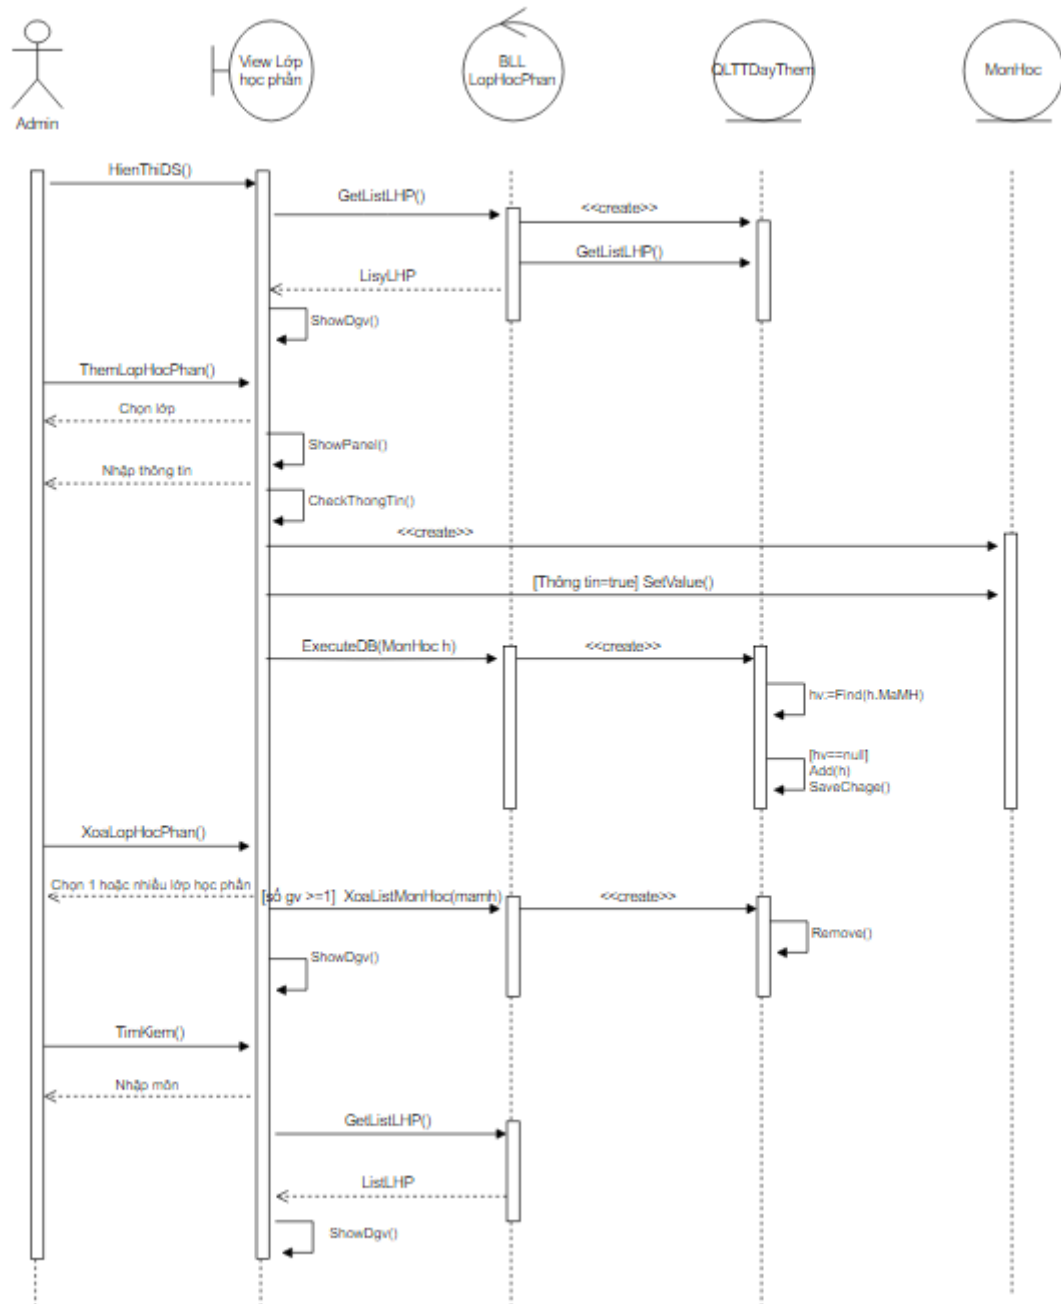 View Lớp
học phần
BLL
LopHocPhan
QLTTDayThem
MonHoc
Admin
HienThiDS()
GetListLHP()
<<create>>
GetListLHP()
LisyLHP
ShowDgv()
ThemLopHocPhan()
Chọn lớp
ShowPanel()
Nhập thông tin
CheckThongTin()
<<create>>
[Thông tin=true] SetValue()
ExecuteDB(MonHoc h)
<<create>>
hv:=Find(h.MaMH)
[hv==null]
Add(h)
SaveChage()
XoaLopHocPhan()
Chọn 1 hoặc nhiều lớp học phần
[số gv >=1] XoaListMonHoc(mamh)
<<create>>
Remove()
ShowDgv()
TimKiem()
Nhập môn
GetListLHP()
ListLHP
ShowDgv()